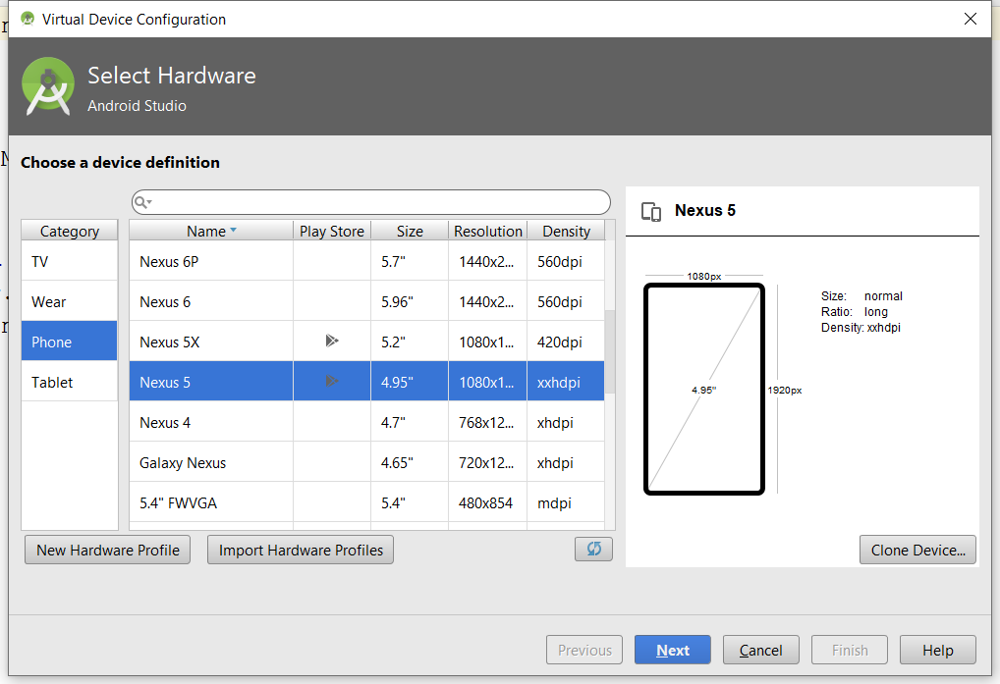 Virtual Device Configuration
Select Hardware
Android Studio
Choose a device definition
Category
TV
Wear
Phone
Tablet
Name Play Store Size Resolution Density
Nexus 6P 5.7" 1440x2... 560dpi
Nexus 6 5.96" 1440x2... 560dpi
Nexus 5X 5.2" 1080x1... 420dpi
Nexus 5 4.95" 1080x1... xxhdpi
Nexus 4 4.7" 768x12... xhdpi
Galaxy Nexus 4.65" 720x12... xhdpi
5.4" FWVGA 5.4" 480x854 mdpi
New Hardware Profile Import Hardware Profiles
Nexus 5
1080px
4.95"
1920px
Size: normal
Ratio: long
Density: xxhdpi
Clone Device...
Previous Next Cancel Finish Help